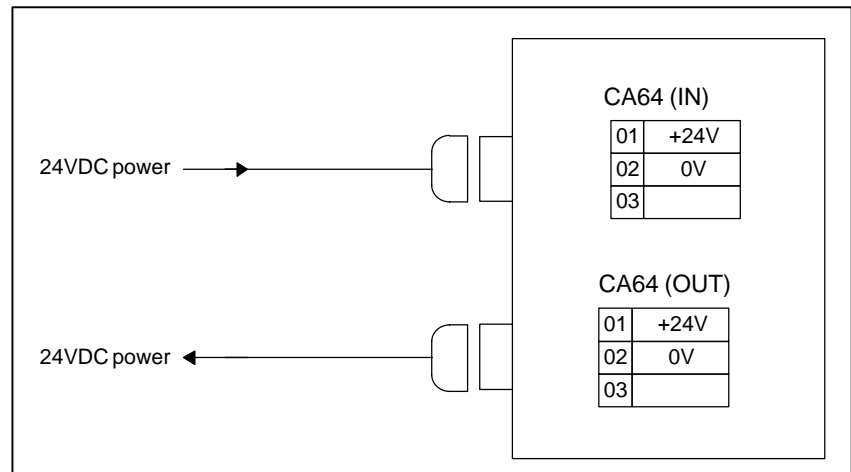 CA64 (IN)
01 +24V
24VDC power
02 0V
03
CA64 (OUT)
01 +24V
24VDC power
02 0V
03